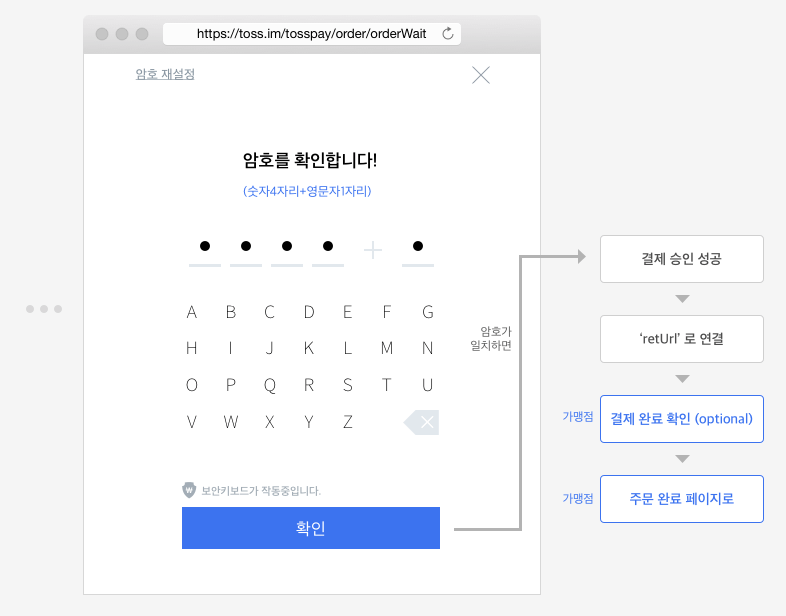 https://toss.im/tosspay/order/orderWait
암호 재설정
암호를 확인합니다!
(숫자4자리+영문자1자리)
A B C D E F G
H I J K L M N
O P Q R S T U
V W X Y Z
보안키보드가 작동중입니다.
확인
암호가
일치하면
결제 승인 성공
‘retUrl’ 로 연결
가맹점
결제 완료 확인 (optional)
가맹점
주문 완료 페이지로